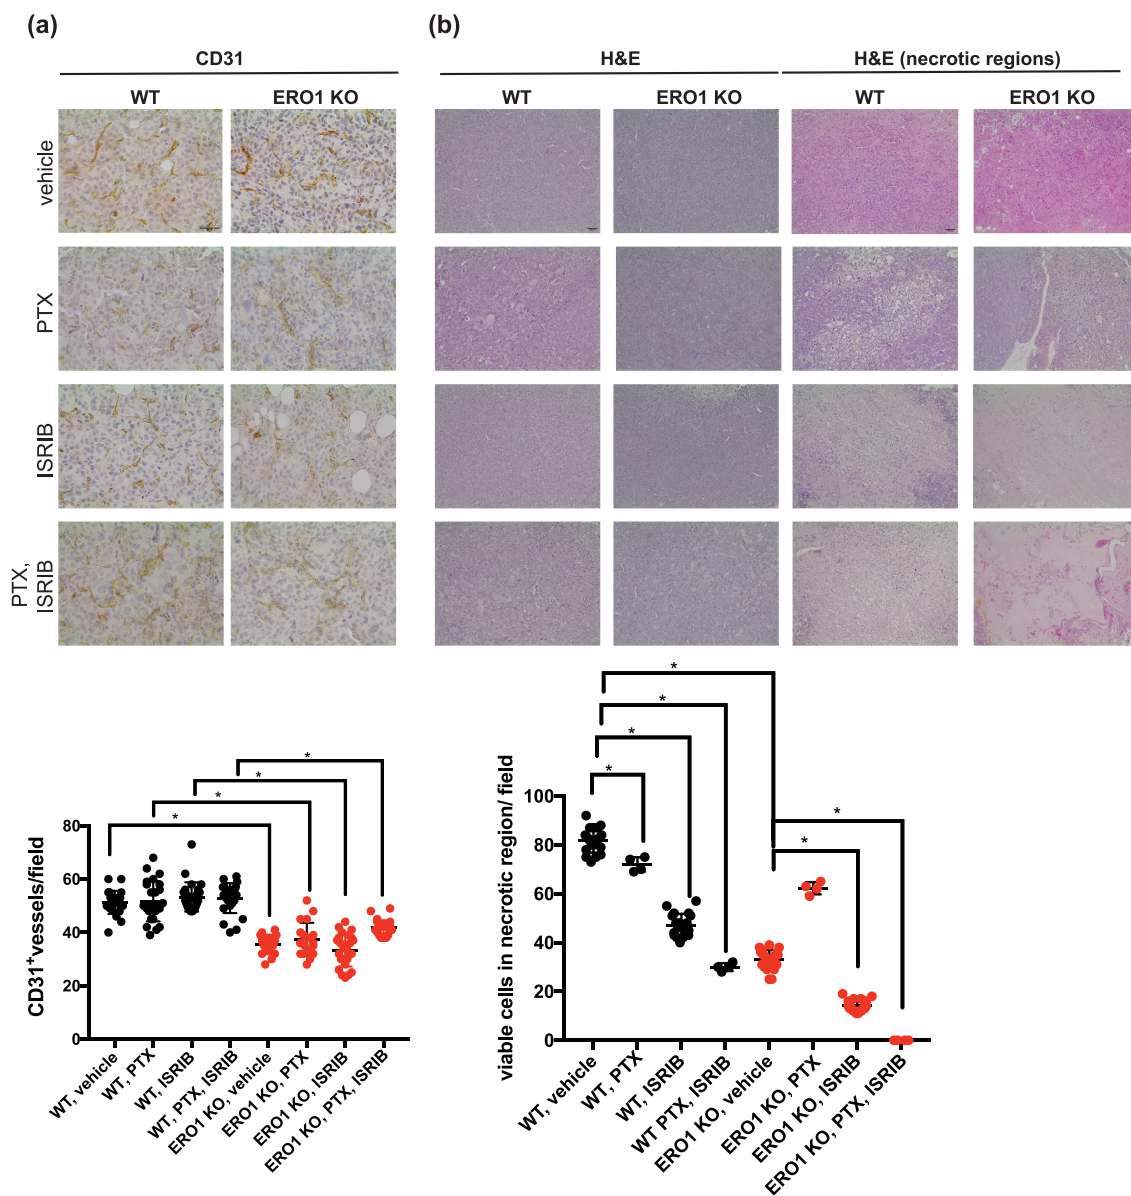 (a)
CD31
WT ERO1 KO
vehicle
PTX
ISRIB
PTX,
ISRIB
(b)
H&E H&E (necrotic regions)
WT ERO1 KO WT ERO1 KO
CD31+vessels/field
80
60
40
20
0
*
*
*
*
WT, vehicle
WT, PTX
WT, ISRIB
WT, PTX, ISRIB
ERO1 KO, vehicle
ERO1 KO, PTX
ERO1 KO, ISRIB
ERO1 KO, PTX, ISRIB
viable cells in necrotic region/ field
100
80
60
40
20
0
*
*
*
*
*
*
WT, vehicle
WT, PTX
WT, ISRIB
WT PTX, ISRIB
ERO1 KO, vehicle
ERO1 KO, PTX
ERO1 KO, ISRIB
ERO1 KO, PTX, ISRIB